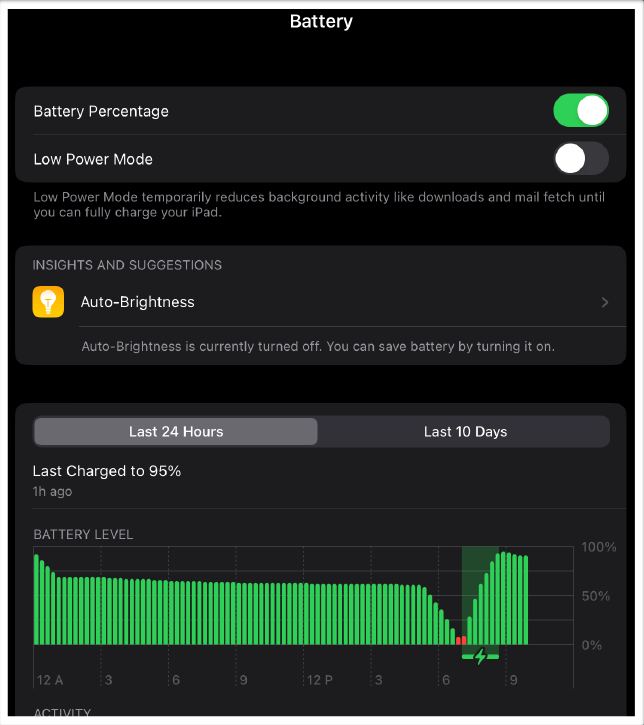 Battery
Battery Percentage
Low Power Mode
Low Power Mode temporarily reduces background activity like downloads and mail fetch until
you can fully charge your iPad.
INSIGHTS AND SUGGESTIONS
Auto-Brightness
Auto-Brightness is currently turned off. You can save battery by turning it on.
Last 24 Hours
Last 10 Days
Last Charged to 95%
1h ago
BATTERY LEVEL
100%
50%
0%
12 A 3 6 9 12 P 3 6 9
ACTIVITY